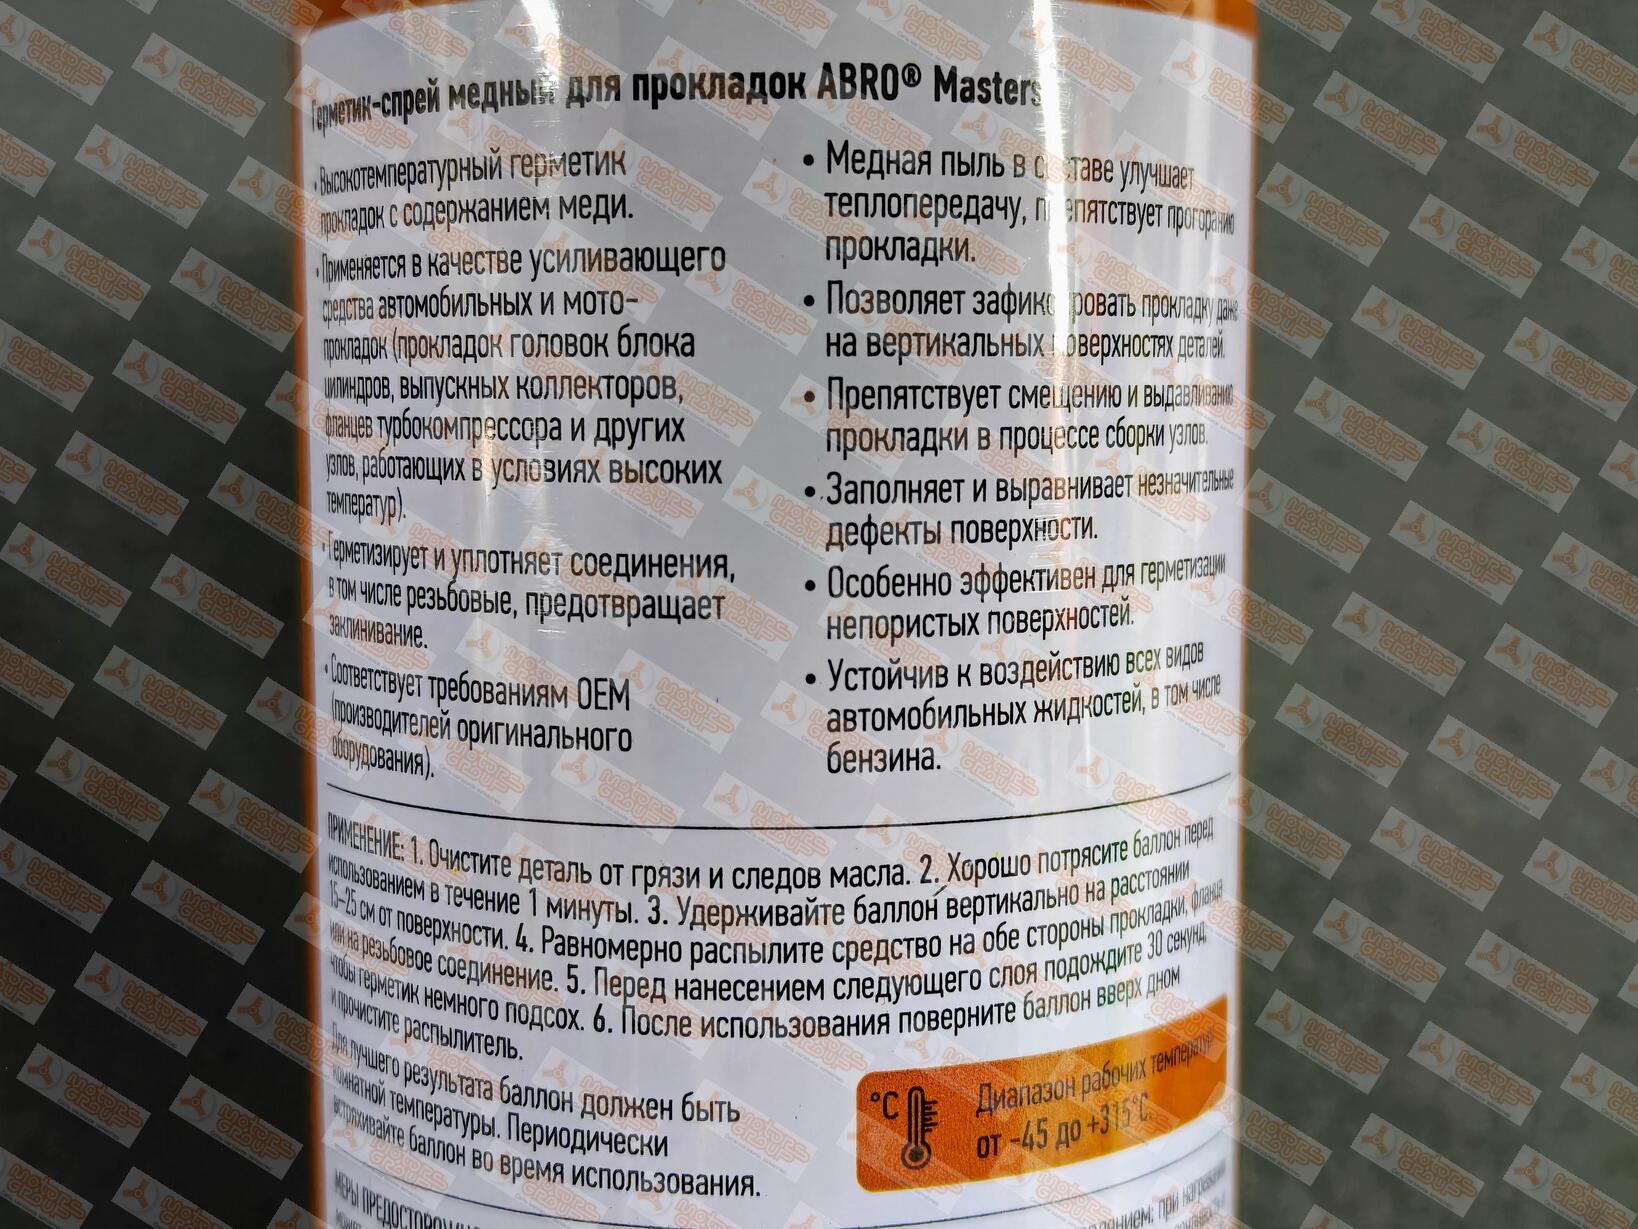 Герметик-спрей медный для прокладок ABRO® Masters
• Высокотемпературный герметик
прокладок с содержанием меди.
• Применяется в качестве усиливающего
средства автомобильных и мото-
прокладок (прокладок головок блока
цилиндров, выпускных коллекторов,
фланцев турбокомпрессора и других
узлов, работающих в условиях высоких
температур).
• Герметизирует и уплотняет соединения,
в том числе резьбовые, предотвращает
заклинивание.
• Соответствует требованиям OEM
(производителей оригинального
оборудования).
• Медная пыль в составе улучшает
теплопередачу, препятствует прогоранию
прокладки.
• Позволяет зафиксировать прокладку даже
на вертикальных поверхностях деталей.
• Препятствует смещению и выдавливанию
прокладки в процессе сборки узлов.
• Заполняет и выравнивает незначительные
дефекты поверхности.
• Особенно эффективен для герметизации
непористых поверхностей.
• Устойчив к воздействию всех видов
автомобильных жидкостей, в том числе
бензина.
ПРИМЕНЕНИЕ: 1. Очистите деталь от грязи и следов масла. 2. Хорошо потрясите баллон перед
использованием в течение 1 минуты. 3. Удерживайте баллон вертикально на расстоянии
15–25 см от поверхности. 4. Равномерно распылите средство на обе стороны прокладки, фланца
или на резьбовое соединение. 5. Перед нанесением следующего слоя подождите 30 секунд,
чтобы герметик немного подсох. 6. После использования поверните баллон вверх дном
и прочистите распылитель.
Для лучшего результата баллон должен быть
комнатной температуры. Периодически
встряхивайте баллон во время использования.
°C Диапазон рабочих температур
от -45 до +315°C
МЕРЫ ПРЕДОСТОРОЖНО
при нагревании